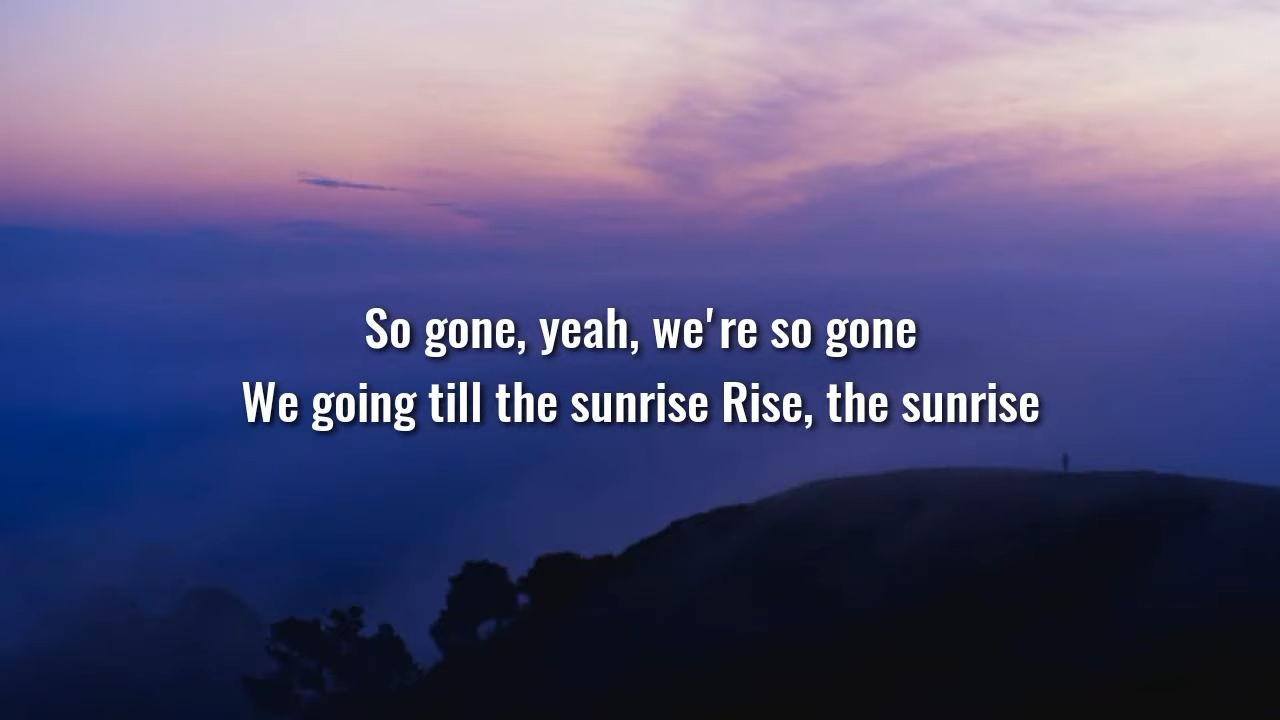 So gone, yeah, we're so gone
We going till the sunrise Rise, the sunrise